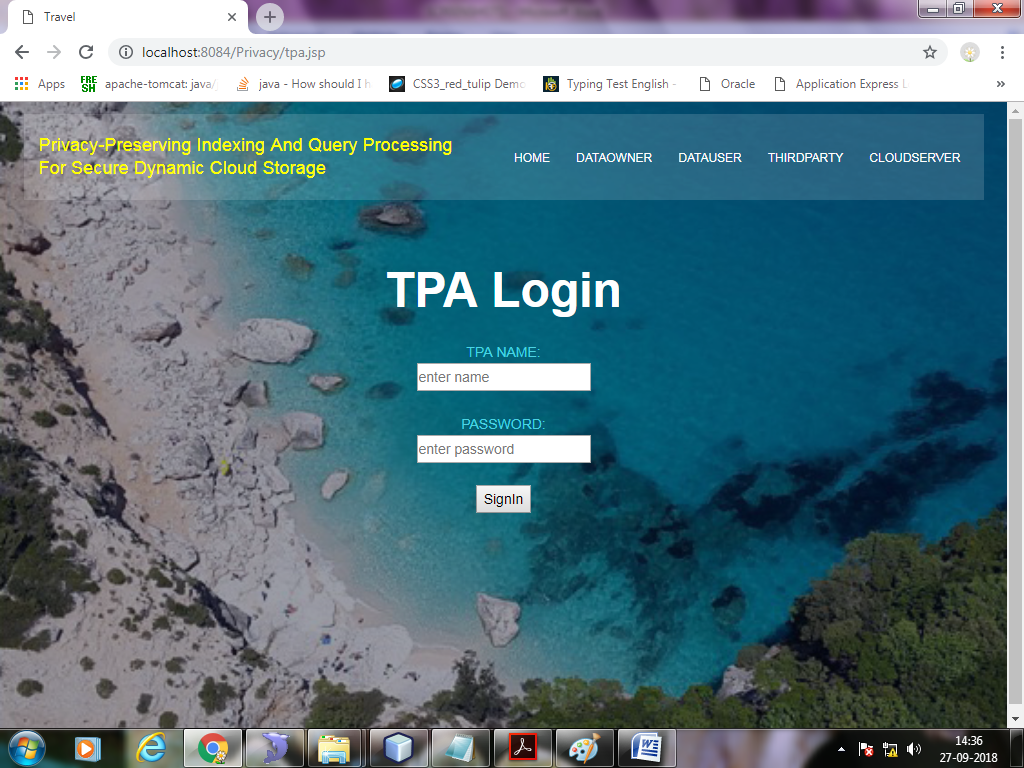 Travel
localhost:8084/Privacy/tpa.jsp
Apps
FRE SH
apache-tomcat: java/
java - How should I h
CSS3_red_tulip Demo
Typing Test English -
Oracle
Application Express L
»
Privacy-Preserving Indexing And Query Processing
For Secure Dynamic Cloud Storage
HOME DATAOWNER DATAUSER THIRDPARTY CLOUDSERVER
TPA Login
TPA NAME:
enter name
PASSWORD:
enter password
SignIn
14:36
27-09-2018